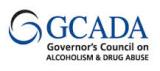 GCADA
Governor's Council on
ALCOHOLISM & DRUG ABUSE